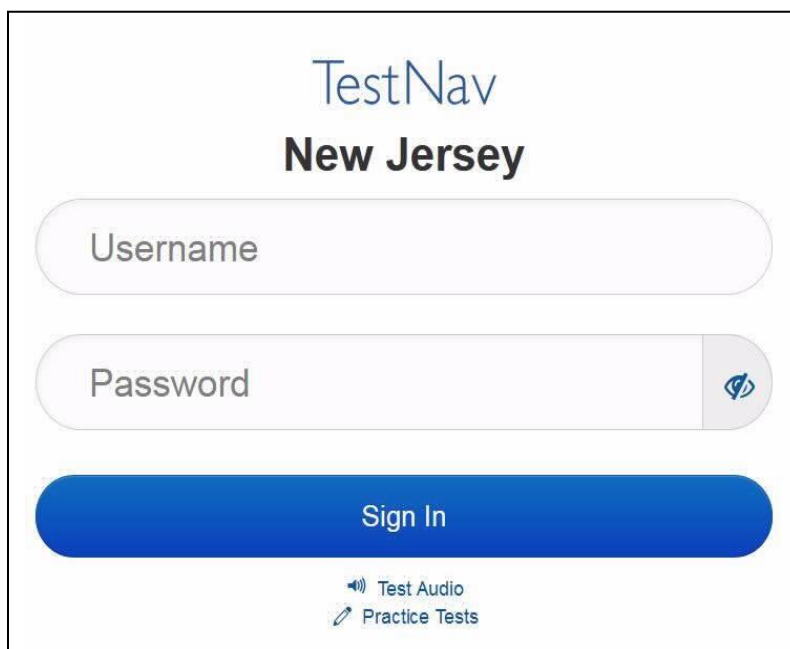 TestNav
New Jersey
Username
Password
Sign In
Test Audio
Practice Tests